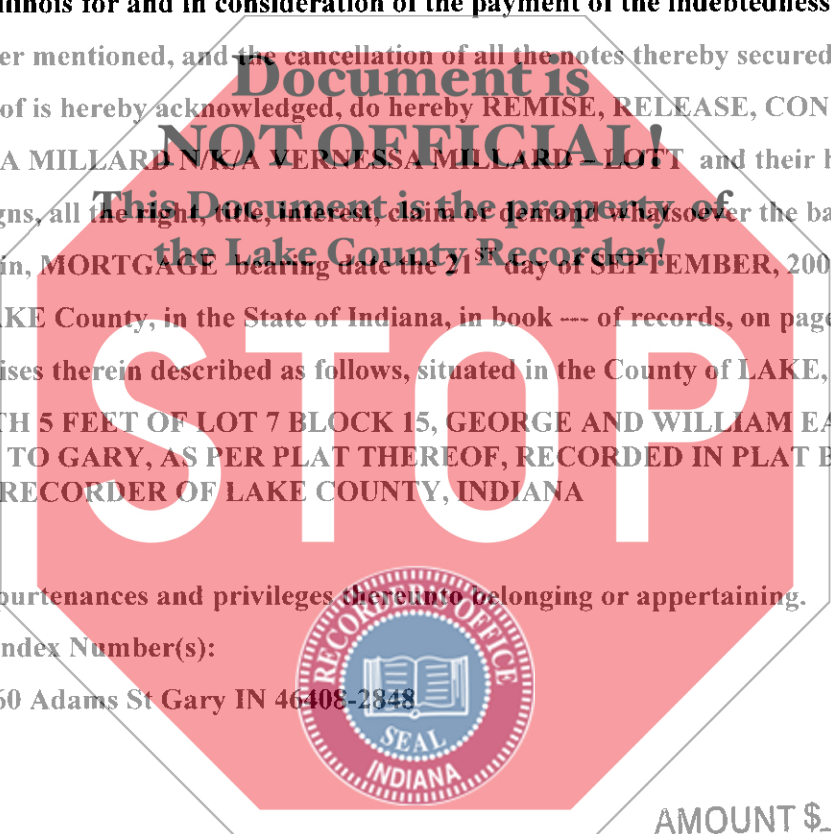 llinois for and in consideration of the payment of the indebtedness
er mentioned, and the cancellation of all the notes thereby secured
Document is
of is hereby acknowledged, do hereby REMISE, RELEASE, CON
NOT OFFICIAL!
A MILLARD N/K/A VERNESSA MILLARD – LOTT and their h
This Document is the property of
gns, all the right, title, interest, claim or demand whatsoever the ba
the Lake County Recorder!
in, MORTGAGE bearing date the 21ST day of SEPTEMBER, 200
KE County, in the State of Indiana, in book --- of records, on page
STOP
ises therein described as follows, situated in the County of LAKE,
TH 5 FEET OF LOT 7 BLOCK 15, GEORGE AND WILLIAM EA
TO GARY, AS PER PLAT THEREOF, RECORDED IN PLAT B
RECORDER OF LAKE COUNTY, INDIANA
purtenances and privileges thereunto belonging or appertaining.
ndex Number(s):
60 Adams St Gary IN 46408-2848
RECORDER'S OFFICE
SEAL
INDIANA
AMOUNT $_